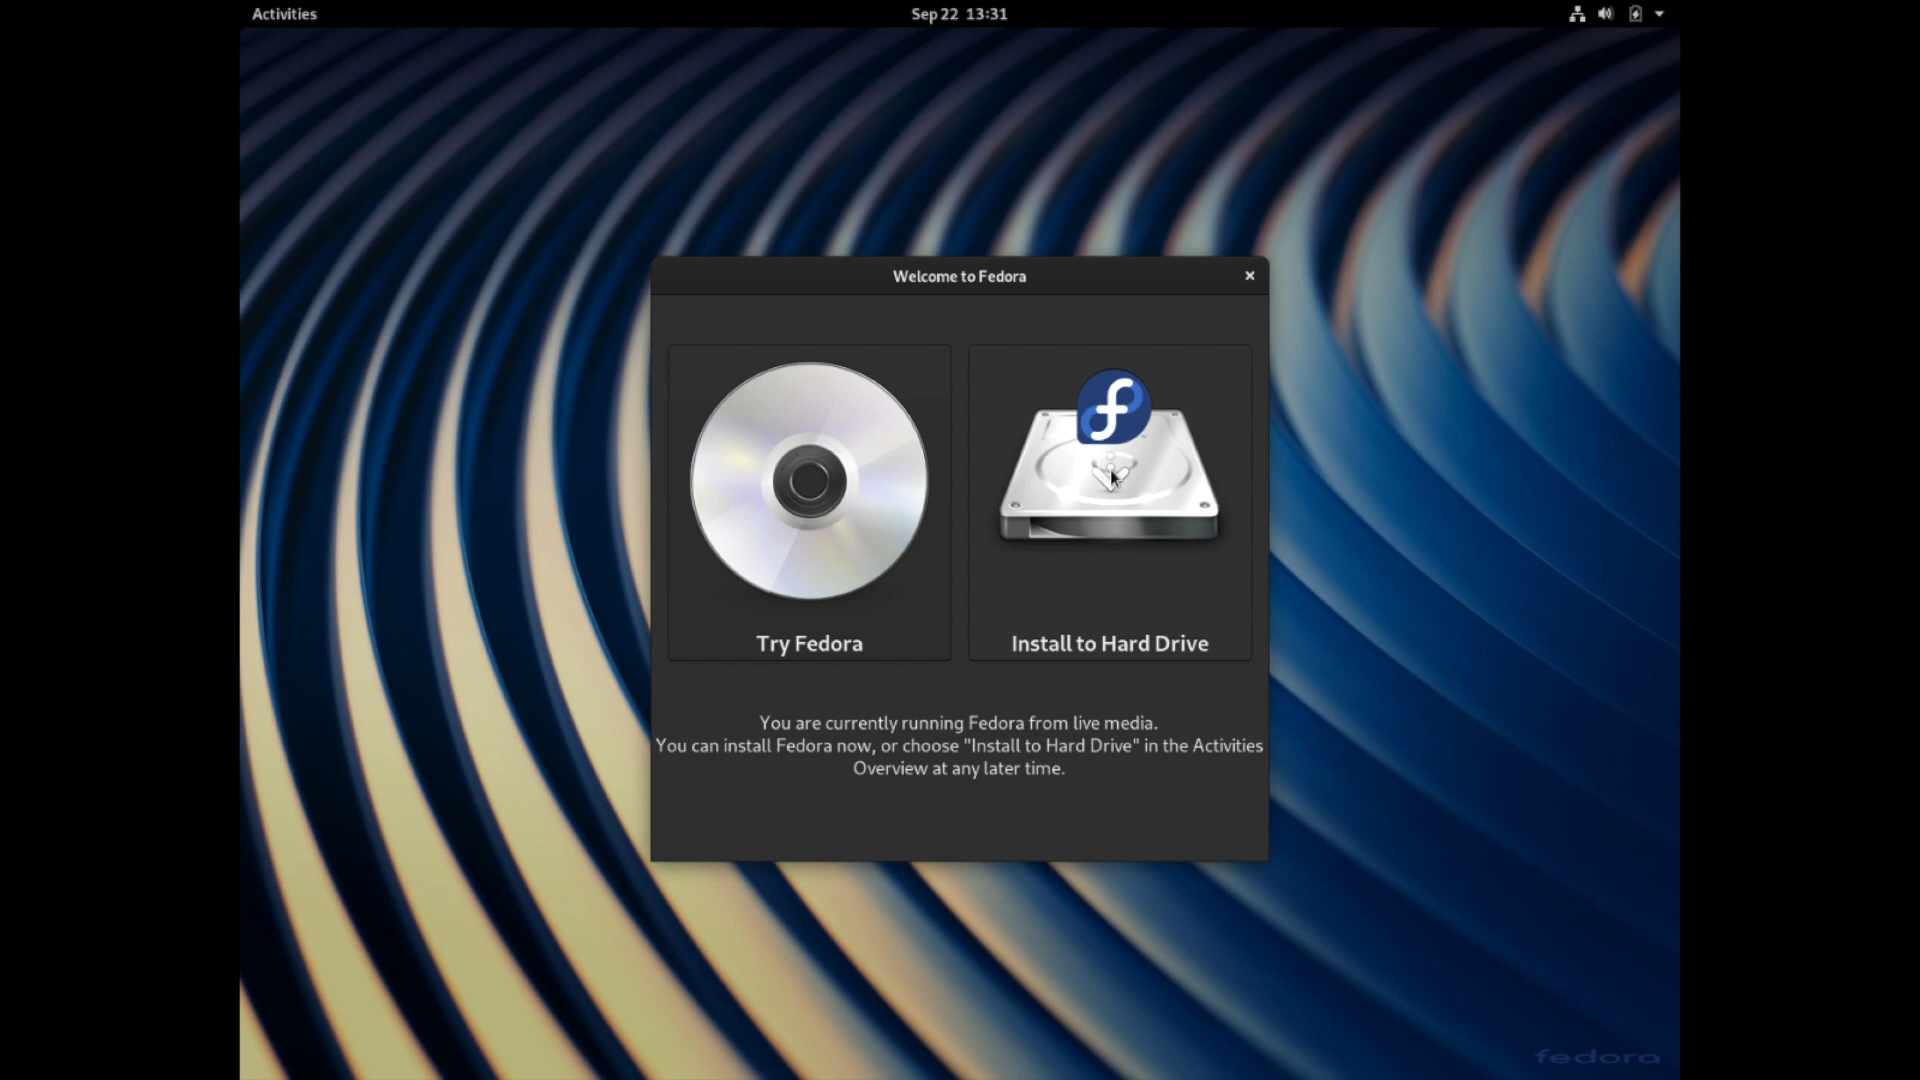 Activities
Sep 22 13:31
Welcome to Fedora
Try Fedora
Install to Hard Drive
You are currently running Fedora from live media.
You can install Fedora now, or choose "Install to Hard Drive" in the Activities
Overview at any later time.
fedora